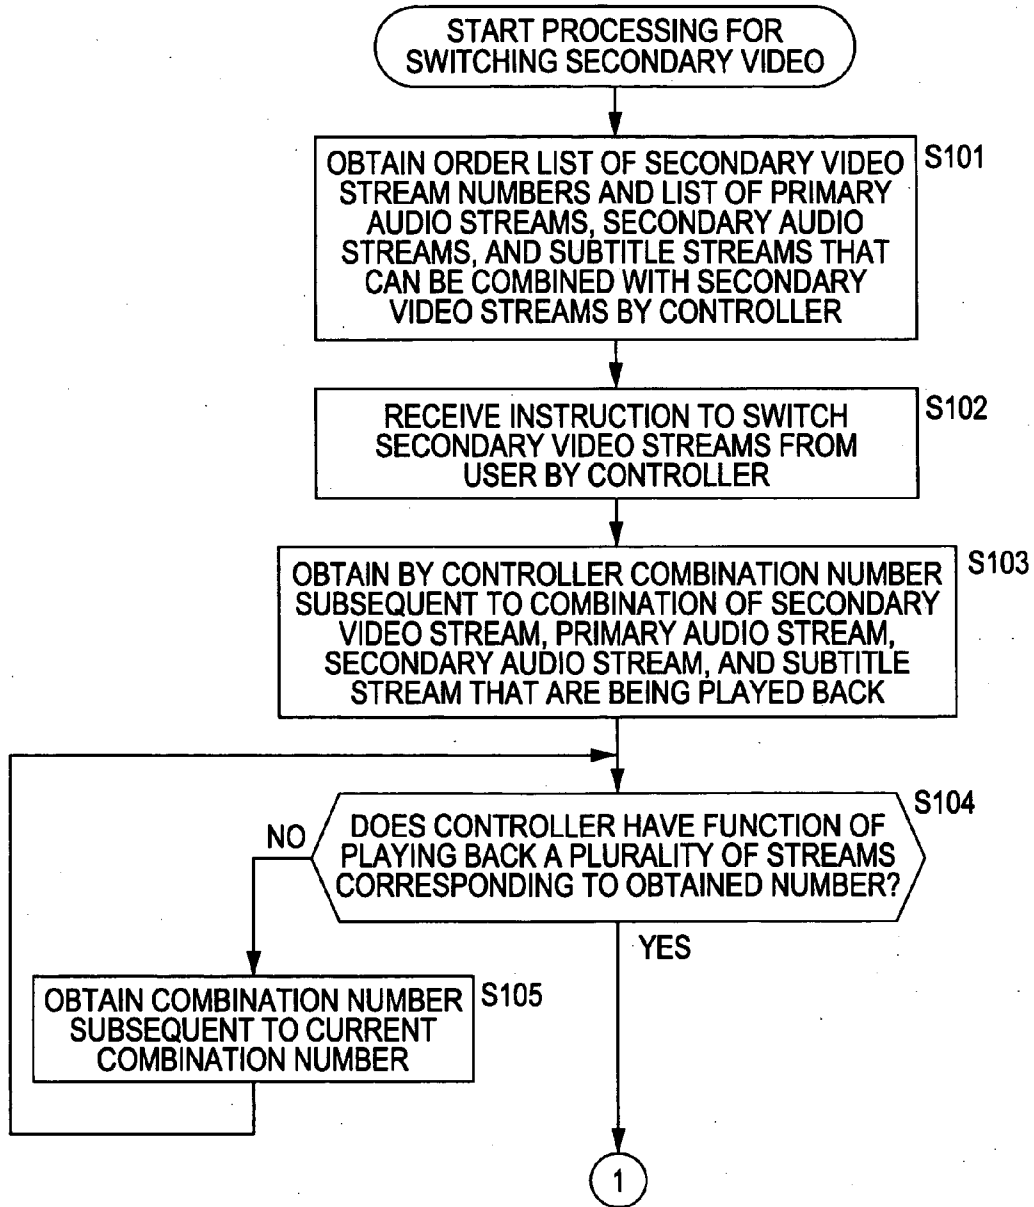 START PROCESSING FOR
SWITCHING SECONDARY VIDEO
S101
OBTAIN ORDER LIST OF SECONDARY VIDEO
STREAM NUMBERS AND LIST OF PRIMARY
AUDIO STREAMS, SECONDARY AUDIO
STREAMS, AND SUBTITLE STREAMS THAT
CAN BE COMBINED WITH SECONDARY
VIDEO STREAMS BY CONTROLLER
S102
RECEIVE INSTRUCTION TO SWITCH
SECONDARY VIDEO STREAMS FROM
USER BY CONTROLLER
S103
OBTAIN BY CONTROLLER COMBINATION NUMBER
SUBSEQUENT TO COMBINATION OF SECONDARY
VIDEO STREAM, PRIMARY AUDIO STREAM,
SECONDARY AUDIO STREAM, AND SUBTITLE
STREAM THAT ARE BEING PLAYED BACK
S104
DOES CONTROLLER HAVE FUNCTION OF
PLAYING BACK A PLURALITY OF STREAMS
CORRESPONDING TO OBTAINED NUMBER?
NO
YES
S105
OBTAIN COMBINATION NUMBER
SUBSEQUENT TO CURRENT
COMBINATION NUMBER
1